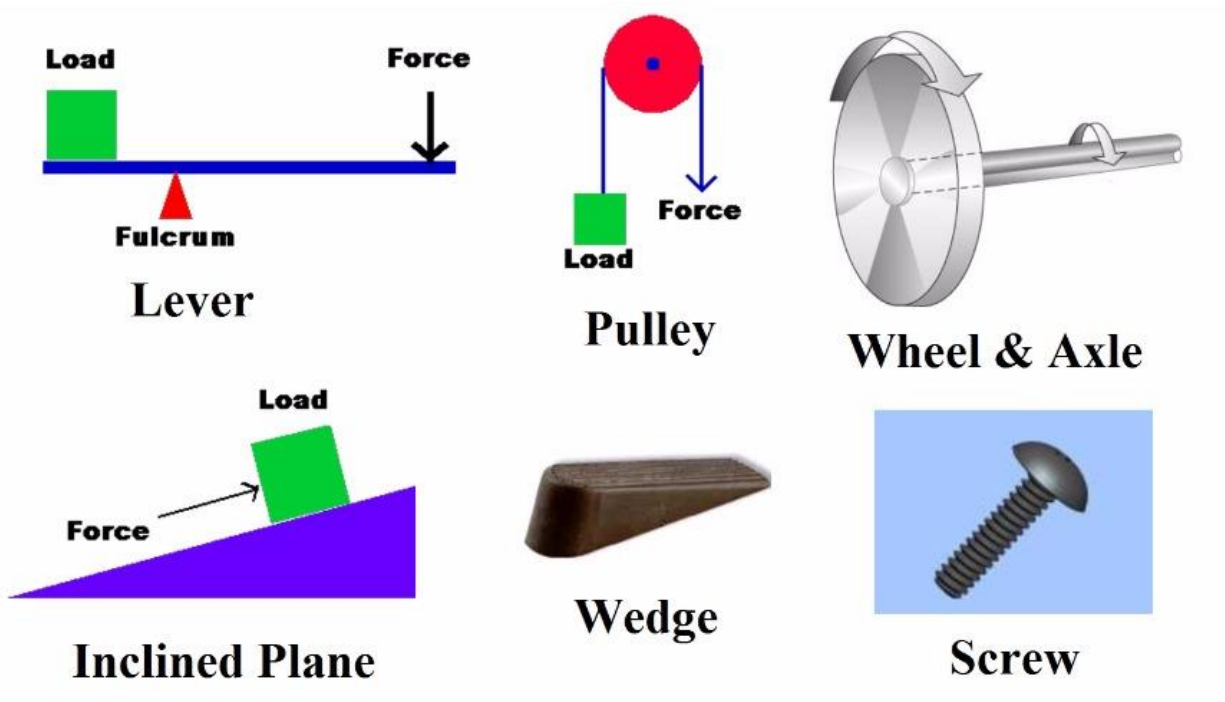 Load
Force
Fulcrum
Lever
Force
Load
Pulley
Wheel & Axle
Load
Force
Inclined Plane
Wedge
Screw